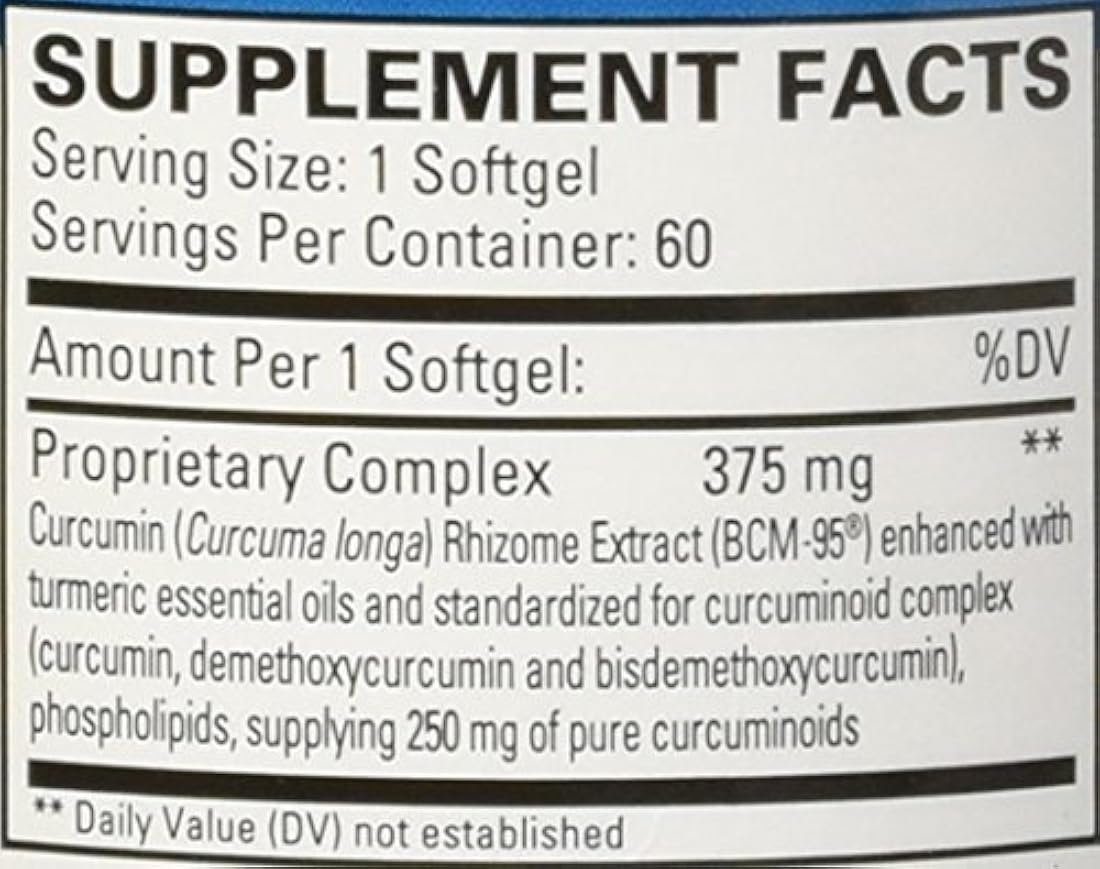 SUPPLEMENT FACTS
Serving Size: 1 Softgel
Servings Per Container: 60
Amount Per 1 Softgel: %DV
Proprietary Complex 375 mg **
Curcumin (Curcuma longa) Rhizome Extract (BCM-95®) enhanced with
turmeric essential oils and standardized for curcuminoid complex
(curcumin, demethoxycurcumin and bisdemethoxycurcumin),
phospholipids, supplying 250 mg of pure curcuminoids
** Daily Value (DV) not established